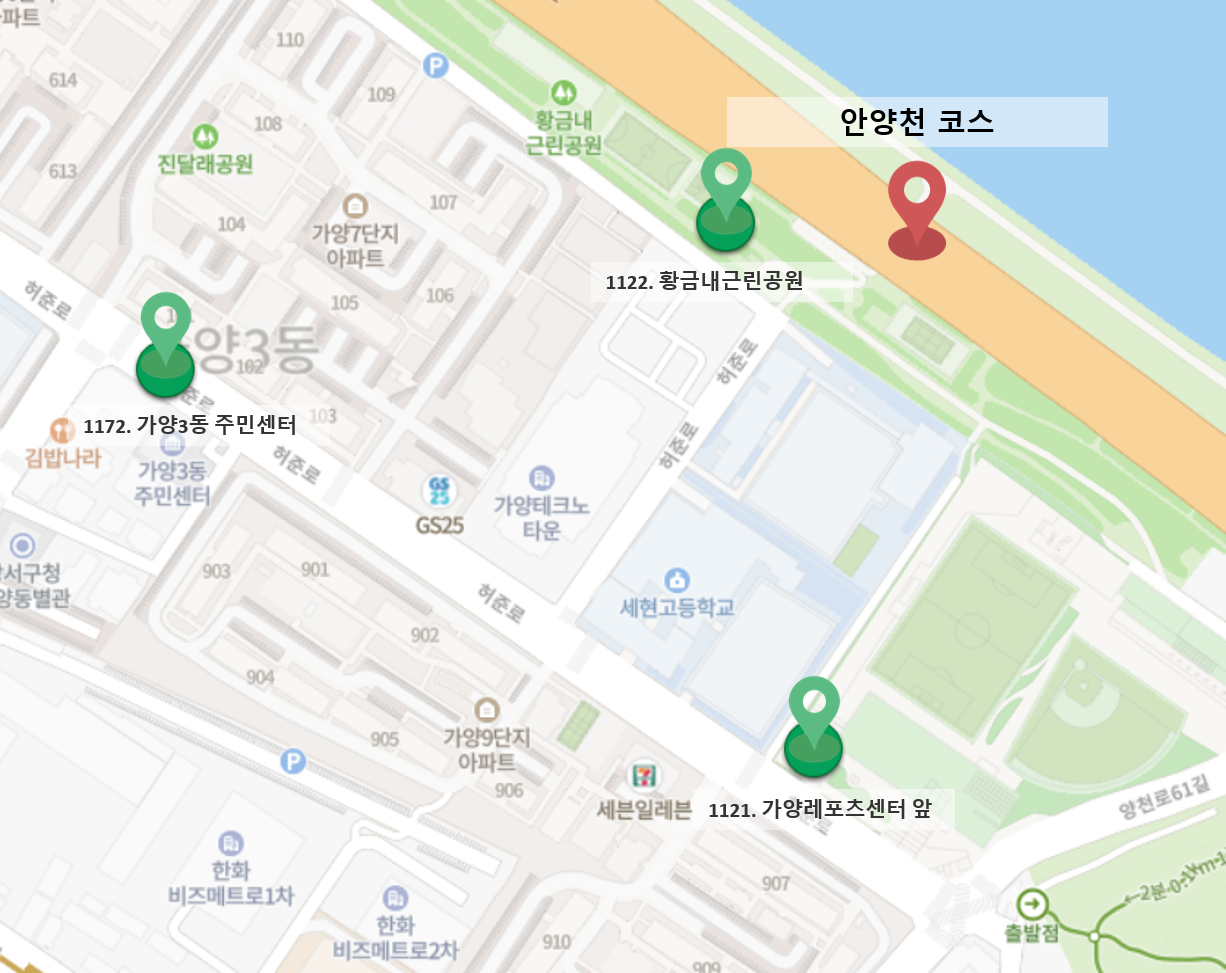 파트
110
614
109
황금내
근린공원
안양천 코스
108
진달래공원
613
107
104
가양7단지
아파트
1122. 황금내근린공원
허준로
105
106
양3동
102
허준로
준로
103
1172. 가양3동 주민센터
김밥나라
가양3동
주민센터
허준로
허준로
GS
25
GS25
가양테크노
타운
서구청
양동별관
903
901
허준로
세현고등학교
902
904
905
가양9단지
아파트
906
7
세븐일레븐
1121. 가양레포츠센터 앞
양천로61길
한화
비즈메트로1차
907
2분
출발점
한화
비즈메트로2차
910
909
P
P